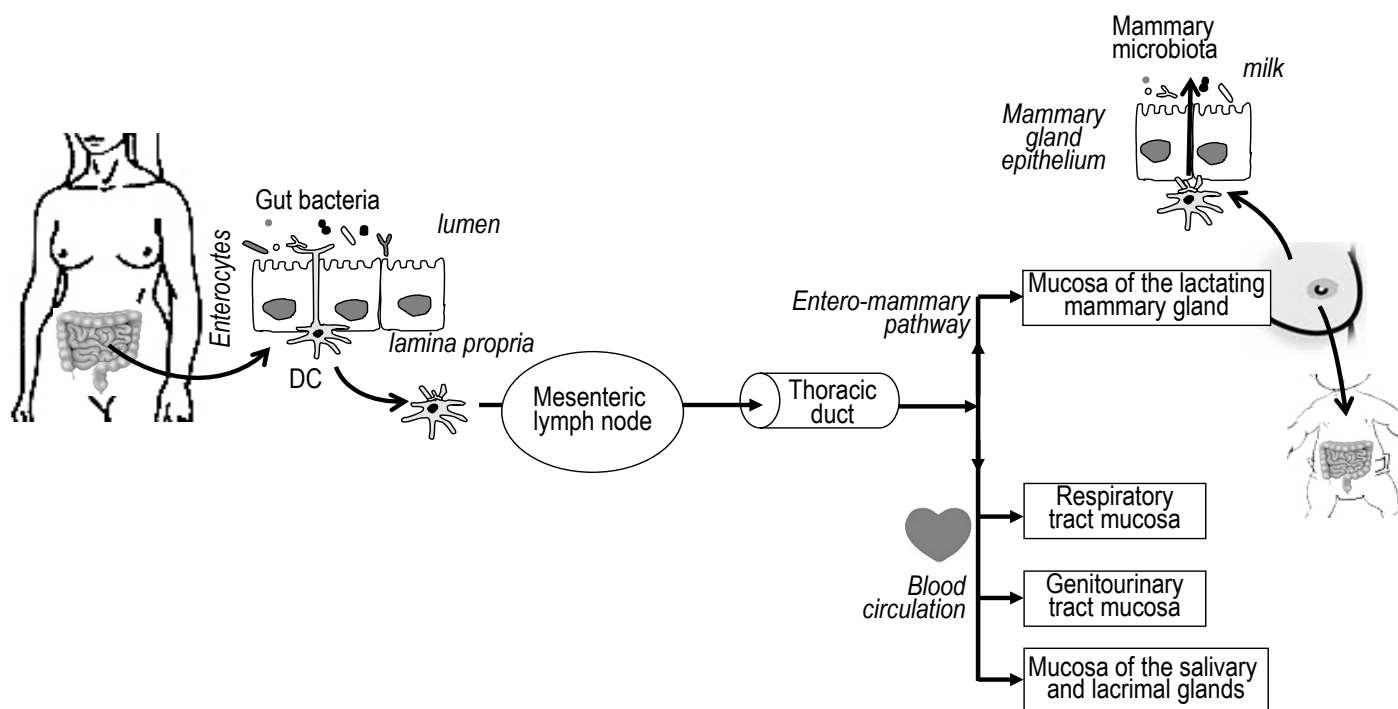 Gut bacteria
lumen
Enterocytes
lamina propria
DC
Mesenteric
lymph node
Thoracic
duct
Entero-mammary
pathway
Blood
circulation
Mammary
microbiota
milk
Mammary
gland
epithelium
Mucosa of the lactating
mammary gland
Respiratory
tract mucosa
Genitourinary
tract mucosa
Mucosa of the salivary
and lacrimal glands